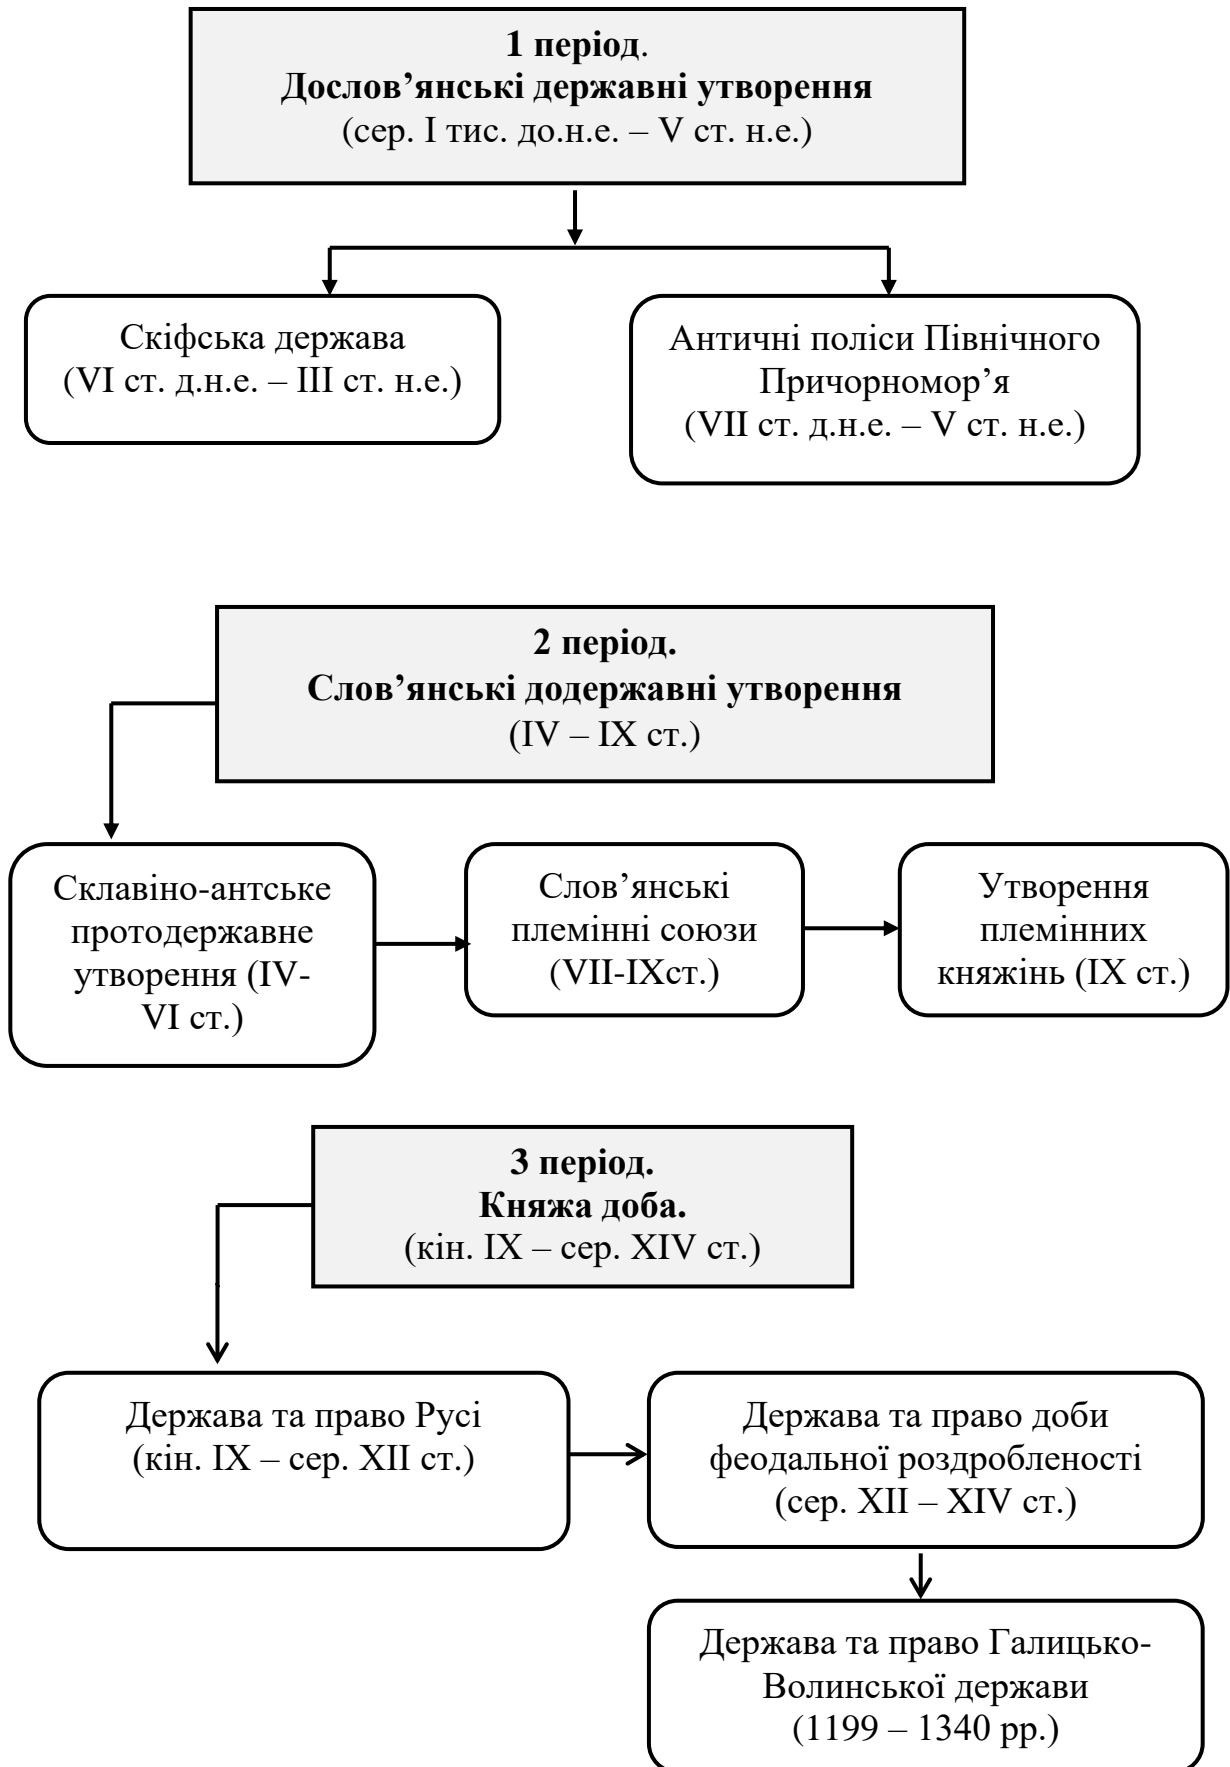 1 період.
Дослов’янські державні утворення
(сер. І тис. до.н.е. – V ст. н.е.)
Скіфська держава
(VI ст. д.н.е. – III ст. н.е.)
Античні поліси Північного
Причорномор’я
(VII ст. д.н.е. – V ст. н.е.)
2 період.
Слов’янські додержавні утворення
(IV – IX ст.)
Склавіно-антське
протодержавне
утворення (IV-
VI ст.)
Слов’янські
племінні союзи
(VII-IXст.)
Утворення
племінних
княжінь (IX ст.)
3 період.
Княжа доба.
(кін. IX – сер. XIV ст.)
Держава та право Русі
(кін. IX – сер. XII ст.)
Держава та право доби
феодальної роздробленості
(сер. XII – XIV ст.)
Держава та право Галицько-
Волинської держави
(1199 – 1340 рр.)